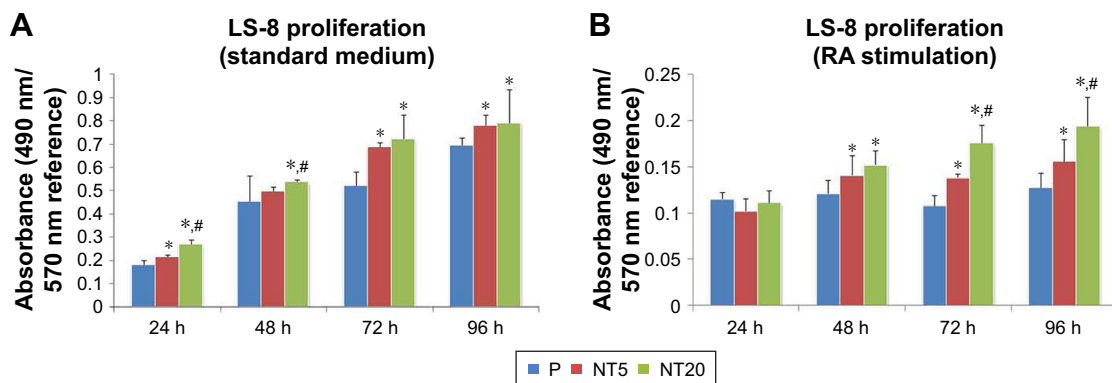 A
LS-8 proliferation
(standard medium)
Absorbance (490 nm/
570 nm reference)
1
0.9
0.8
0.7
0.6
0.5
0.4
0.3
0.2
0.1
0
*
*,#
*,#
*
*
*
*
24 h
48 h
72 h
96 h
B
LS-8 proliferation
(RA stimulation)
Absorbance (490 nm/
570 nm reference)
0.25
0.2
0.15
0.1
0.05
0
*
*
*
*,#
*
*,#
24 h
48 h
72 h
96 h
P
NT5
NT20